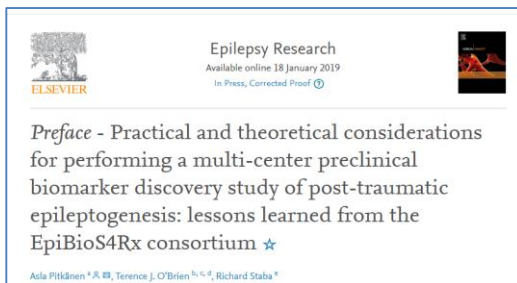 Epilepsy Research
Available online 18 January 2019
In Press, Corrected Proof
ELSEVIER
Preface - Practical and theoretical considerations
for performing a multi-center preclinical
biomarker discovery study of post-traumatic
epileptogenesis: lessons learned from the
EpiBioS4Rx consortium ☆
Asla Pitkänen a, Terence J. O'Brien b, c, d, Richard Staba e